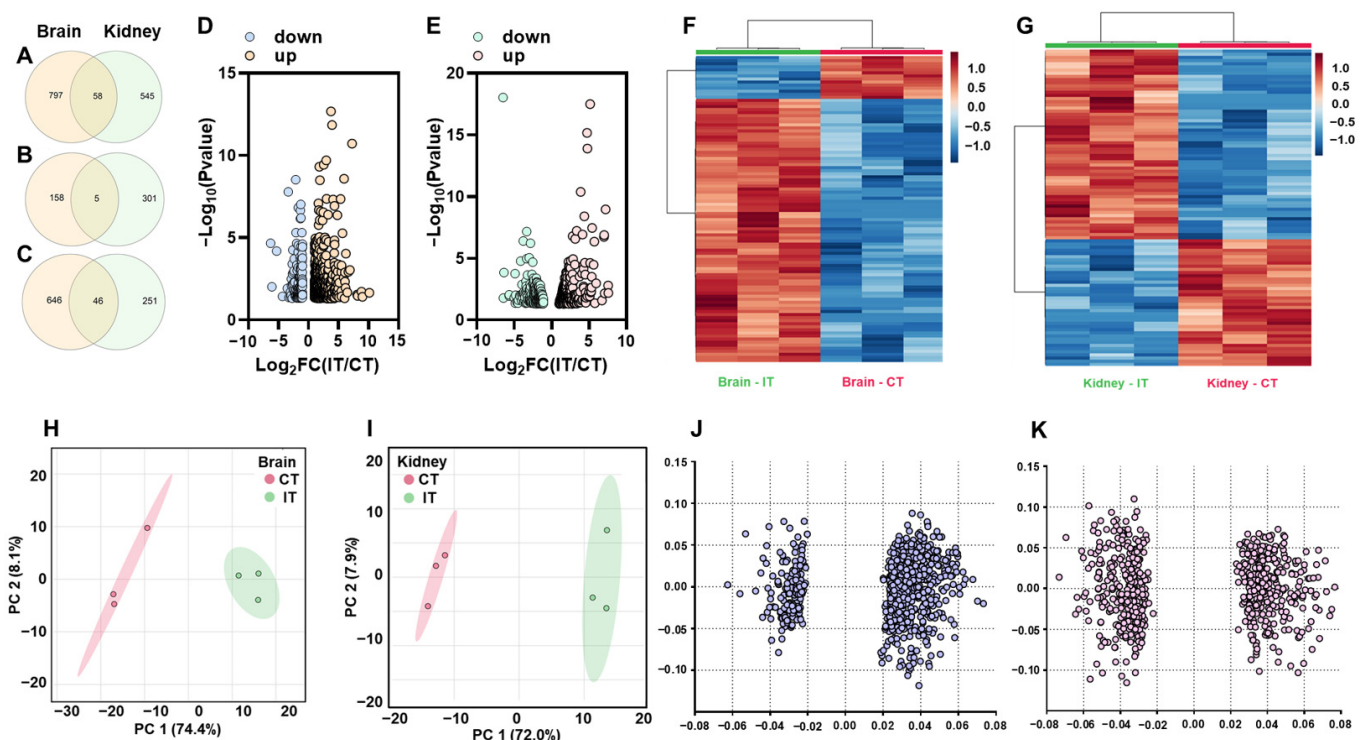 Brain Kidney
A
797 58 545
B
158 5 301
C
646 46 251
D
down
up
15
10
5
0
−10 −5 0 5 10 15
−Log10(Pvalue)
Log2FC(IT/CT)
E
down
up
20
15
10
5
0
−10 −5 0 5 10
−Log10(Pvalue)
Log2FC(IT/CT)
F
1.0
0.5
0.0
−0.5
−1.0
Brain - IT Brain - CT
G
1.0
0.0
−0.5
−1.0
Kidney - IT Kidney - CT
H
Brain
CT
IT
20
10
0
−10
−20
−30 −20 −10 0 10 20
PC 2 (8.1%)
PC 1 (74.4%)
I
Kidney
CT
IT
20
10
0
−10
−20
−20 −10 0 10 20
PC 2 (7.9%)
PC 1 (72.0%)
J
0.15
0.10
0.05
0.00
−0.05
−0.10
−0.08 −0.06 −0.04 −0.02 0.00 0.02 0.04 0.06 0.08
K
0.15
0.10
0.05
0.00
−0.05
−0.10
−0.08 −0.06 −0.04 −0.02 0.00 0.02 0.04 0.06 0.08